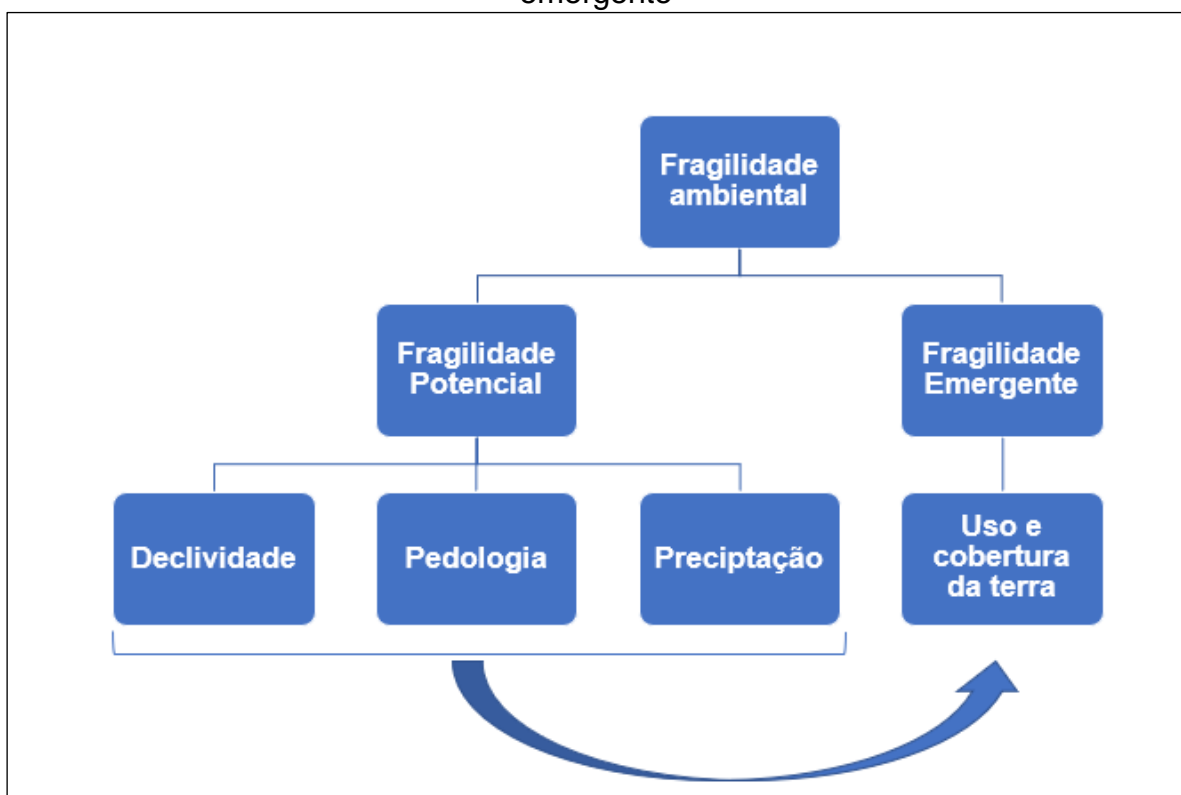 emergente
Fragilidade
ambiental
Fragilidade
Potencial
Fragilidade
Emergente
Declividade
Pedologia
Preciptação
Uso e
cobertura
da terra